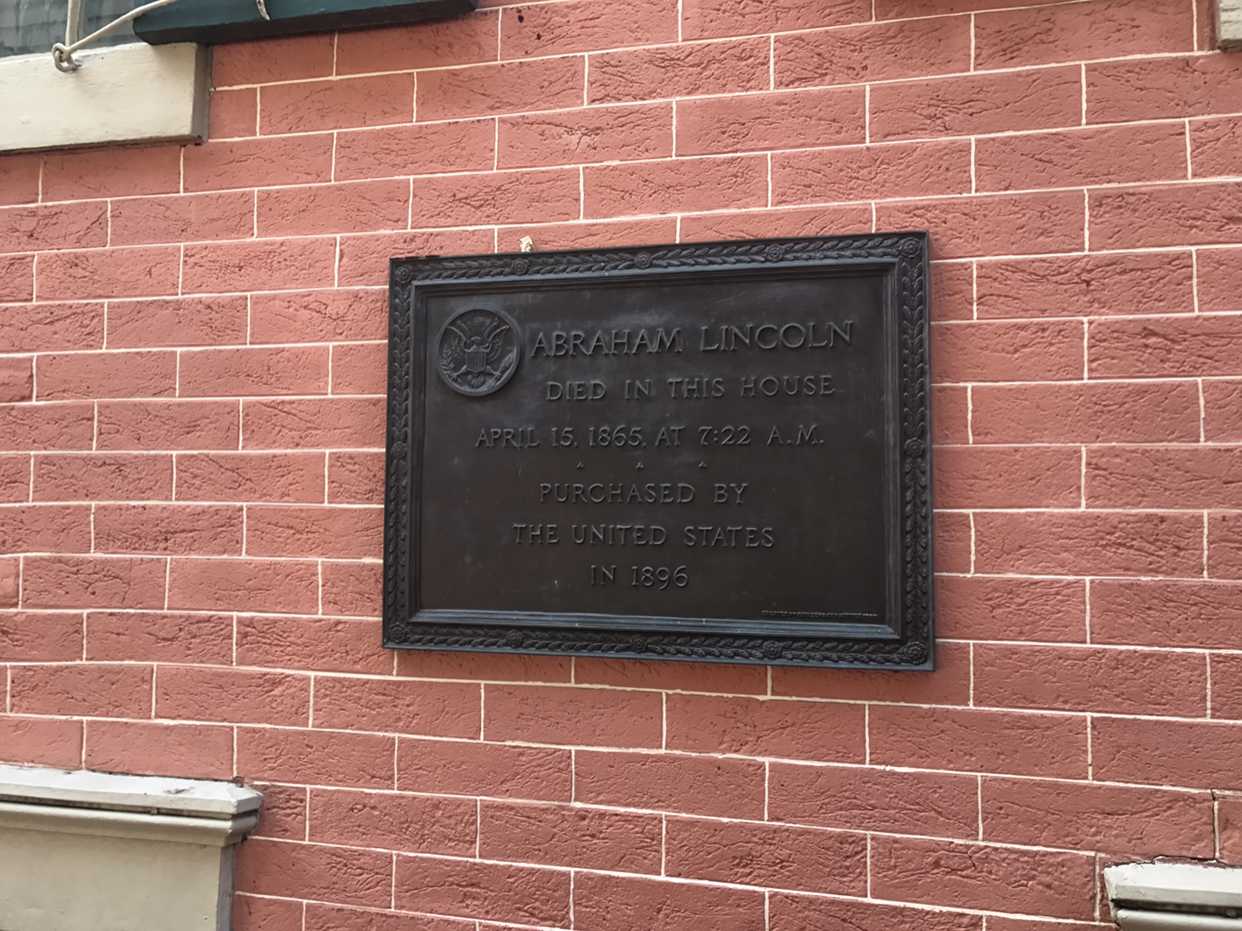 ABRAHAM LINCOLN
DIED IN THIS HOUSE
APRIL 15, 1865, AT 7:22 A.M.
PURCHASED BY
THE UNITED STATES
IN 1896